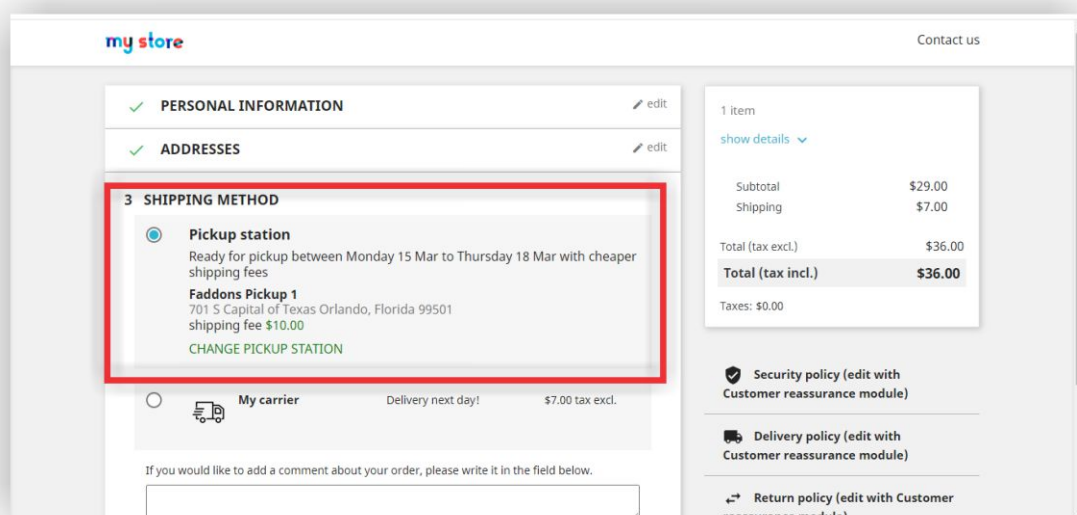 my store
Contact us
PERSONAL INFORMATION
edit
ADDRESSES
edit
3 SHIPPING METHOD
Pickup station
Ready for pickup between Monday 15 Mar to Thursday 18 Mar with cheaper
shipping fees
Faddons Pickup 1
701 S Capital of Texas Orlando, Florida 99501
shipping fee $10.00
CHANGE PICKUP STATION
My carrier Delivery next day! $7.00 tax excl.
If you would like to add a comment about your order, please write it in the field below.
1 item
show details
Subtotal $29.00
Shipping $7.00
Total (tax excl.) $36.00
Total (tax incl.) $36.00
Taxes: $0.00
Security policy (edit with
Customer reassurance module)
Delivery policy (edit with
Customer reassurance module)
Return policy (edit with Customer
reassurance module)